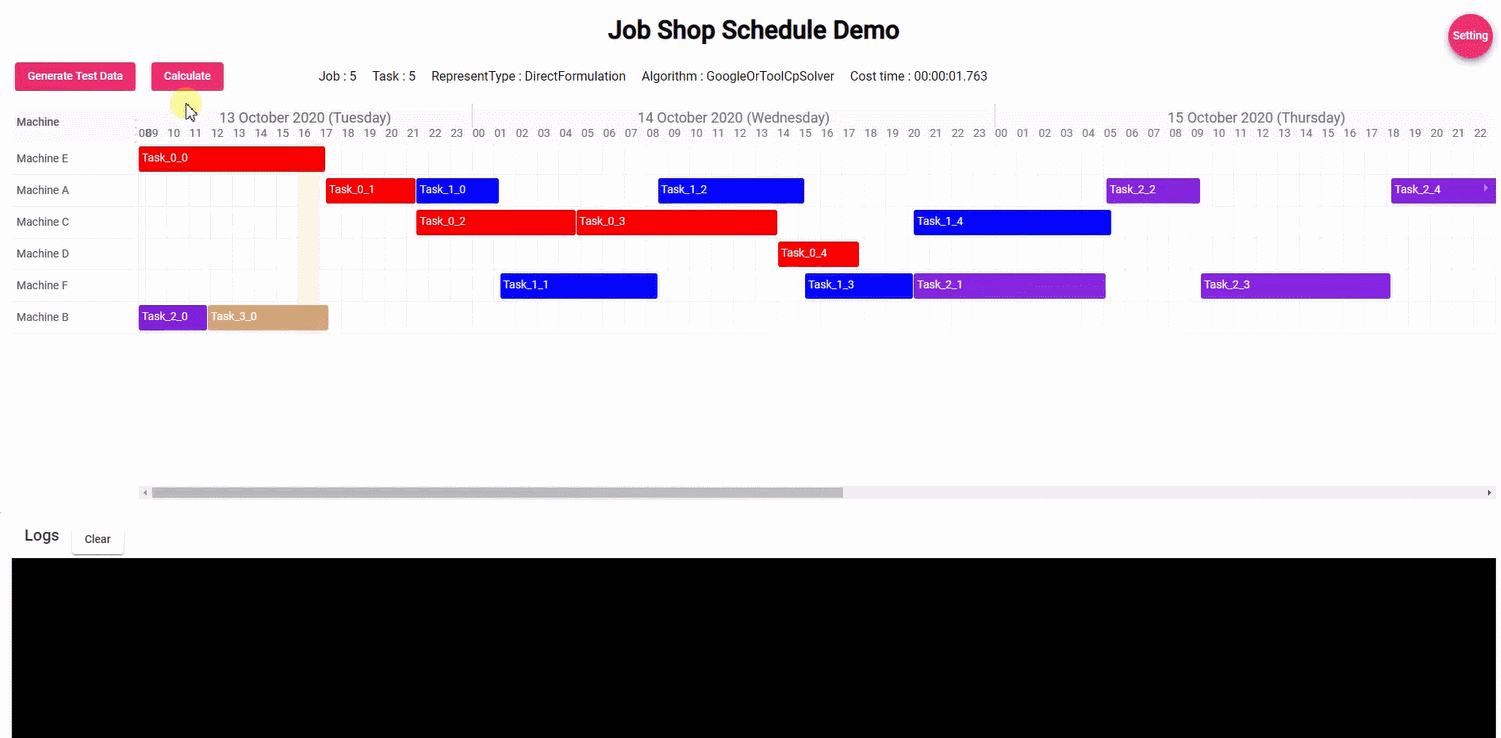 Job Shop Schedule Demo
Setting
Generate Test Data Calculate Job : 5 Task : 5 RepresentType : DirectFormulation Algorithm : GoogleOrToolCpSolver Cost time : 00:00:01.763
Machine 13 October 2020 (Tuesday) 14 October 2020 (Wednesday) 15 October 2020 (Thursday)
08 09 10 11 12 13 14 15 16 17 18 19 20 21 22 23 00 01 02 03 04 05 06 07 08 09 10 11 12 13 14 15 16 17 18 19 20 21 22 23 00 01 02 03 04 05 06 07 08 09 10 11 12 13 14 15 16 17 18 19 20 21 22
Machine E Task_0_0
Machine A Task_0_1 Task_1_0 Task_1_2 Task_2_2 Task_2_4
Machine C Task_0_2 Task_0_3 Task_1_4
Machine D Task_0_4
Machine F Task_1_1 Task_1_3 Task_2_1 Task_2_3
Machine B Task_2_0 Task_3_0
Logs Clear